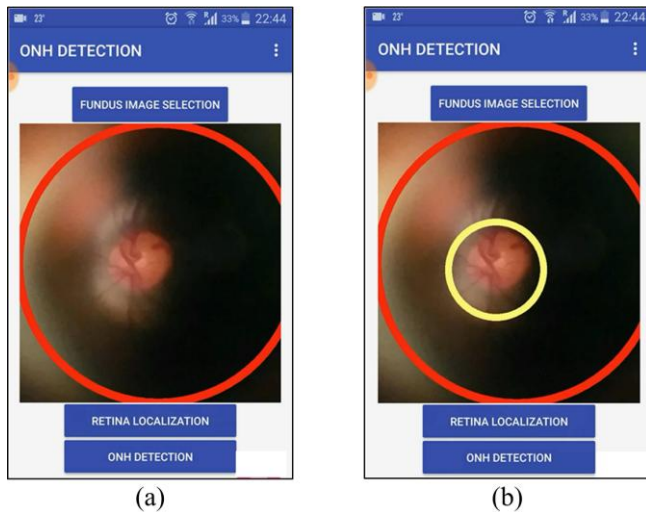 23° 33% 22:44
ONH DETECTION
FUNDUS IMAGE SELECTION
RETINA LOCALIZATION
ONH DETECTION
(a)
23° 33% 22:44
ONH DETECTION
FUNDUS IMAGE SELECTION
RETINA LOCALIZATION
ONH DETECTION
(b)